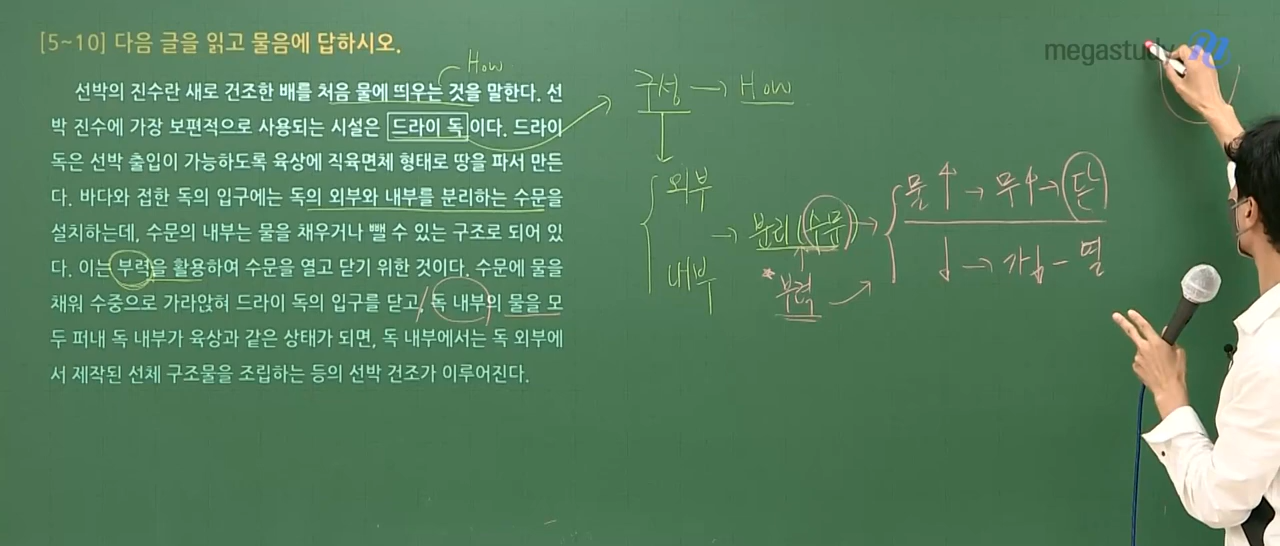 [5~10] 다음 글을 읽고 물음에 답하시오.
How
선박의 진수란 새로 건조한 배를 처음 물에 띄우는 것을 말한다. 선
박 진수에 가장 보편적으로 사용되는 시설은 드라이 독이다. 드라이
독은 선박 출입이 가능하도록 육상에 직육면체 형태로 땅을 파서 만든
다. 바다와 접한 독의 입구에는 독의 외부와 내부를 분리하는 수문을
설치하는데, 수문의 내부는 물을 채우거나 뺄 수 있는 구조로 되어 있
다. 이는 부력을 활용하여 수문을 열고 닫기 위한 것이다. 수문에 물을
채워 수중으로 가라앉혀 드라이 독의 입구를 닫고, 독 내부의 물을 모
두 퍼내 독 내부가 육상과 같은 상태가 되면, 독 내부에서는 독 외부에
서 제작된 선체 구조물을 조립하는 등의 선박 건조가 이루어진다.
구성 → How
외부
→ 분리 (수문) →
내부
* 부력 →
물↑ → 무↑ → 닫
↓ → 가↓ - 열
megastudy M